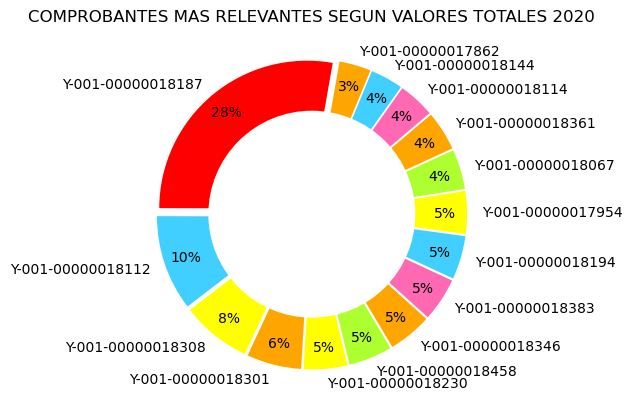 COMPROBANTES MAS RELEVANTES SEGUN VALORES TOTALES 2020
Y-001-00000017862
Y-001-00000018144
Y-001-00000018187
Y-001-00000018114
3%
4%
28%
4%
Y-001-00000018361
4%
Y-001-00000018067
4%
Y-001-00000017954
5%
10%
5%
Y-001-00000018194
Y-001-00000018112
5%
Y-001-00000018383
8%
5%
6%
5%
5%
Y-001-00000018308
Y-001-00000018346
Y-001-00000018301
Y-001-00000018458
Y-001-00000018230